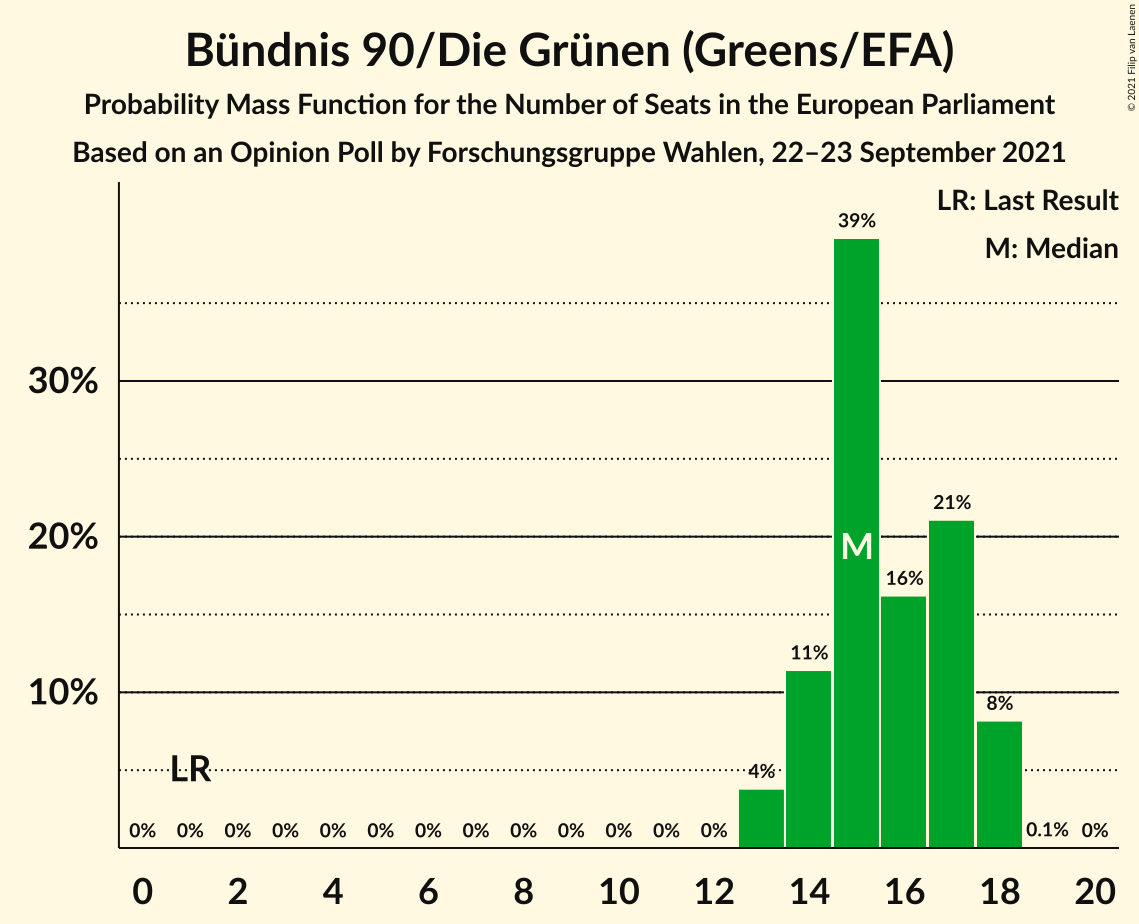 Bündnis 90/Die Grünen (Greens/EFA)
Probability Mass Function for the Number of Seats in the European Parliament
Based on an Opinion Poll by Forschungsgruppe Wahlen, 22–23 September 2021
© 2021 Filip van Laenen
LR: Last Result
M: Median
39%
30%
21%
20%
M
16%
11%
10%
8%
LR
4%
0% 0% 0% 0% 0% 0% 0% 0% 0% 0% 0% 0% 0% 0.1% 0%
0 2 4 6 8 10 12 14 16 18 20